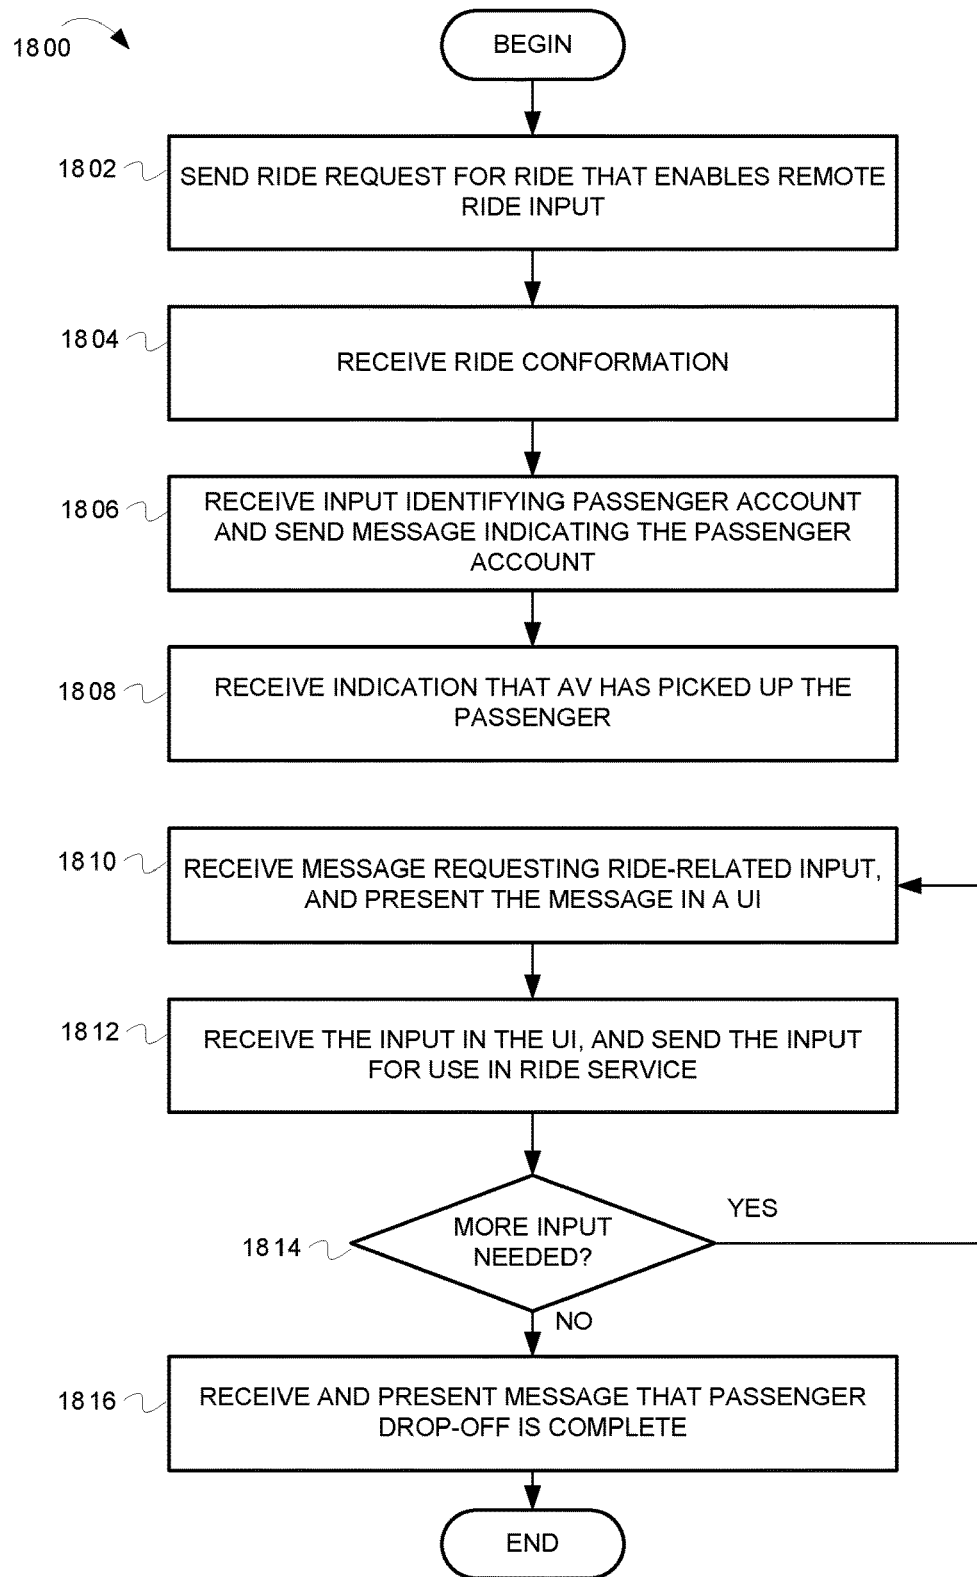 1800
BEGIN
1802
SEND RIDE REQUEST FOR RIDE THAT ENABLES REMOTE
RIDE INPUT
1804
RECEIVE RIDE CONFORMATION
1806
RECEIVE INPUT IDENTIFYING PASSENGER ACCOUNT
AND SEND MESSAGE INDICATING THE PASSENGER
ACCOUNT
1808
RECEIVE INDICATION THAT AV HAS PICKED UP THE
PASSENGER
1810
RECEIVE MESSAGE REQUESTING RIDE-RELATED INPUT,
AND PRESENT THE MESSAGE IN A UI
1812
RECEIVE THE INPUT IN THE UI, AND SEND THE INPUT
FOR USE IN RIDE SERVICE
1814
MORE INPUT
NEEDED?
YES
NO
1816
RECEIVE AND PRESENT MESSAGE THAT PASSENGER
DROP-OFF IS COMPLETE
END